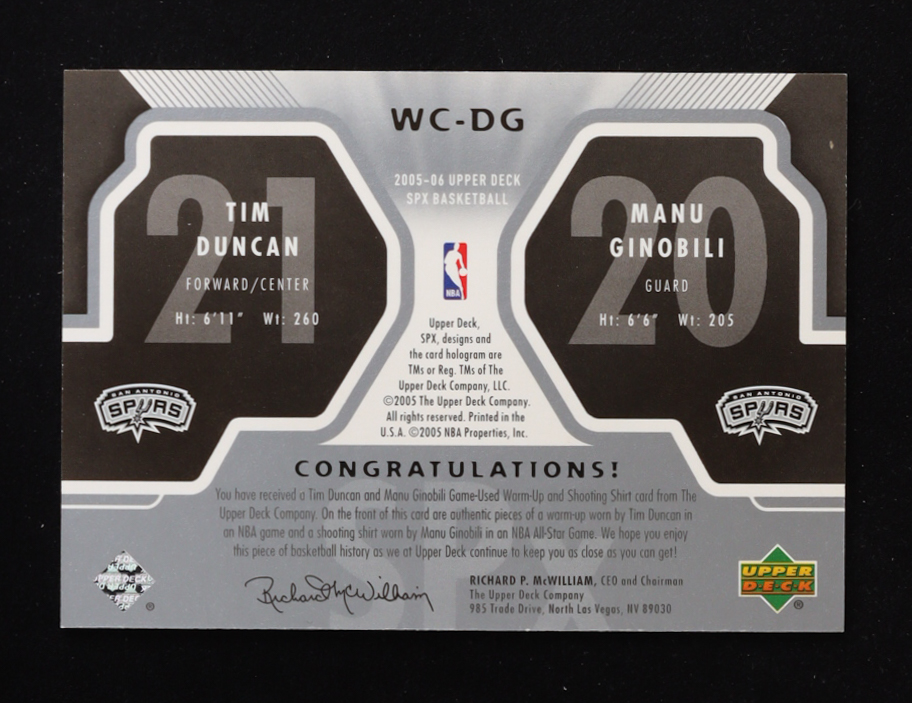 WC-DG
2005-06 UPPER DECK
SPX BASKETBALL
21
TIM
DUNCAN
FORWARD/CENTER
Ht: 6'11" Wt: 260
SAN ANTONIO
SPURS
20
MANU
GINOBILI
GUARD
Ht: 6'6" Wt: 205
SAN ANTONIO
SPURS
NBA
Upper Deck,
SPX, designs and
the card hologram are
TMs or Reg. TMs of The
Upper Deck Company, LLC.
©2005 The Upper Deck Company.
All rights reserved. Printed in the
U.S.A. ©2005 NBA Properties, Inc.
CONGRATULATIONS!
You have received a Tim Duncan and Manu Ginobili Game-Used Warm-Up and Shooting Shirt card from The
Upper Deck Company. On the front of this card are authentic pieces of a warm-up worn by Tim Duncan in
an NBA game and a shooting shirt worn by Manu Ginobili in an NBA All-Star Game. We hope you enjoy
this piece of basketball history as we at Upper Deck continue to keep you as close as you can get!
SPX
UPPER DECK
®
Richard P. McWilliam
RICHARD P. McWILLIAM, CEO and Chairman
The Upper Deck Company
985 Trade Drive, North Las Vegas, NV 89030
UPPER
DECK
®